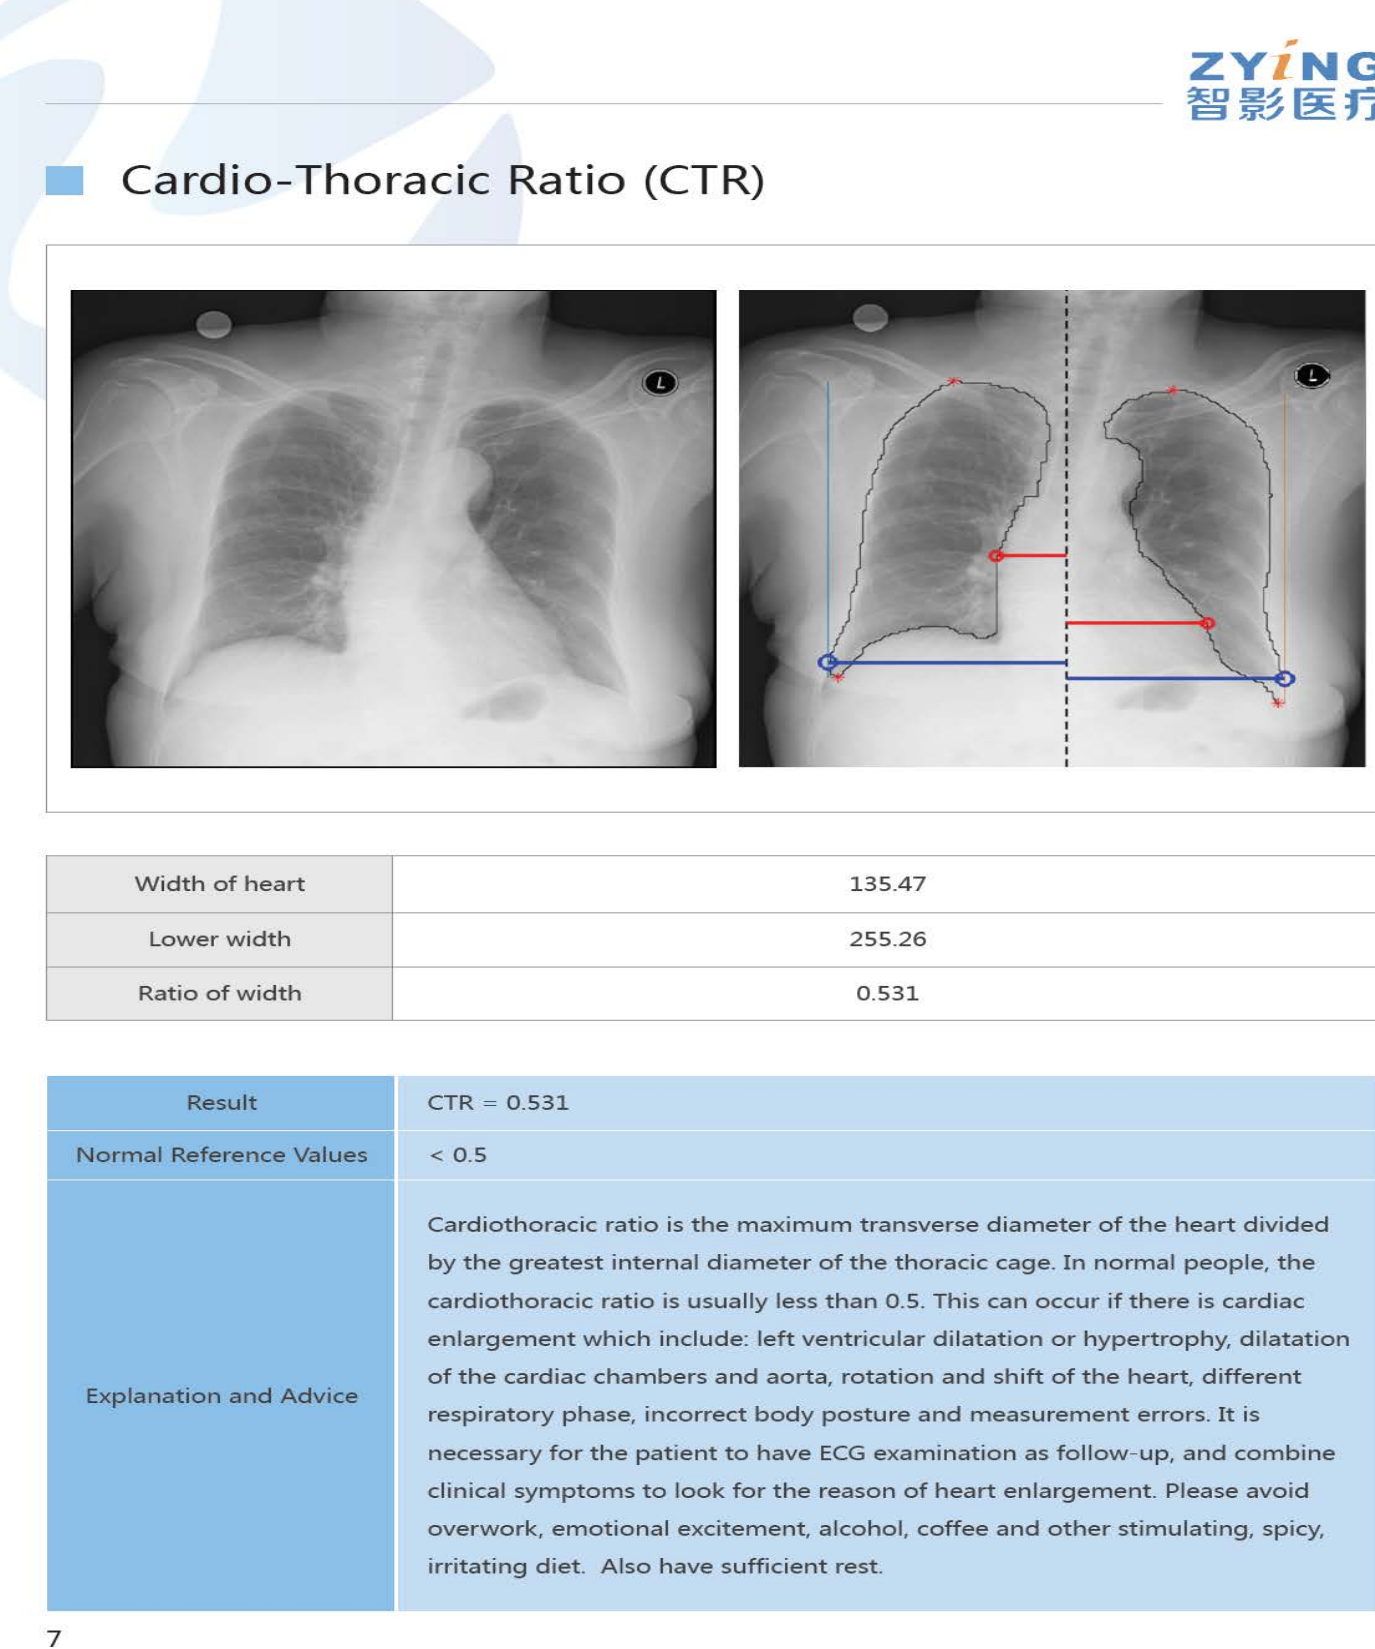 ZYiNG
智影医疗
Cardio-Thoracic Ratio (CTR)
L
L
Width of heart 135.47
Lower width 255.26
Ratio of width 0.531
Result CTR = 0.531
Normal Reference Values < 0.5
Explanation and Advice
Cardiothoracic ratio is the maximum transverse diameter of the heart divided
by the greatest internal diameter of the thoracic cage. In normal people, the
cardiothoracic ratio is usually less than 0.5. This can occur if there is cardiac
enlargement which include: left ventricular dilatation or hypertrophy, dilatation
of the cardiac chambers and aorta, rotation and shift of the heart, different
respiratory phase, incorrect body posture and measurement errors. It is
necessary for the patient to have ECG examination as follow-up, and combine
clinical symptoms to look for the reason of heart enlargement. Please avoid
overwork, emotional excitement, alcohol, coffee and other stimulating, spicy,
irritating diet.  Also have sufficient rest.
7